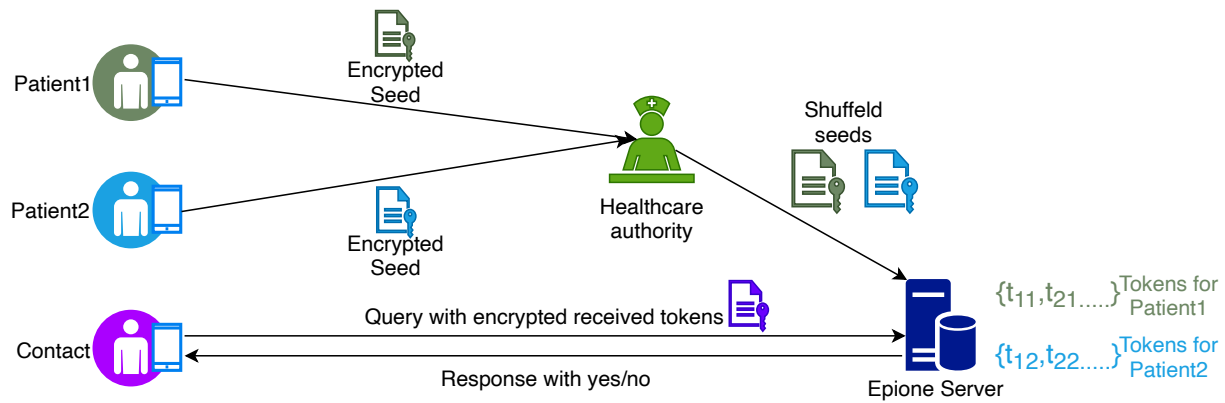 Patient1
Encrypted
Seed
Shuffeld
seeds
Patient2
Encrypted
Seed
Healthcare
authority
{t11,t21.....} Tokens for
Patient1
Query with encrypted received tokens
Contact
{t12,t22.....} Tokens for
Patient2
Response with yes/no
Epione Server